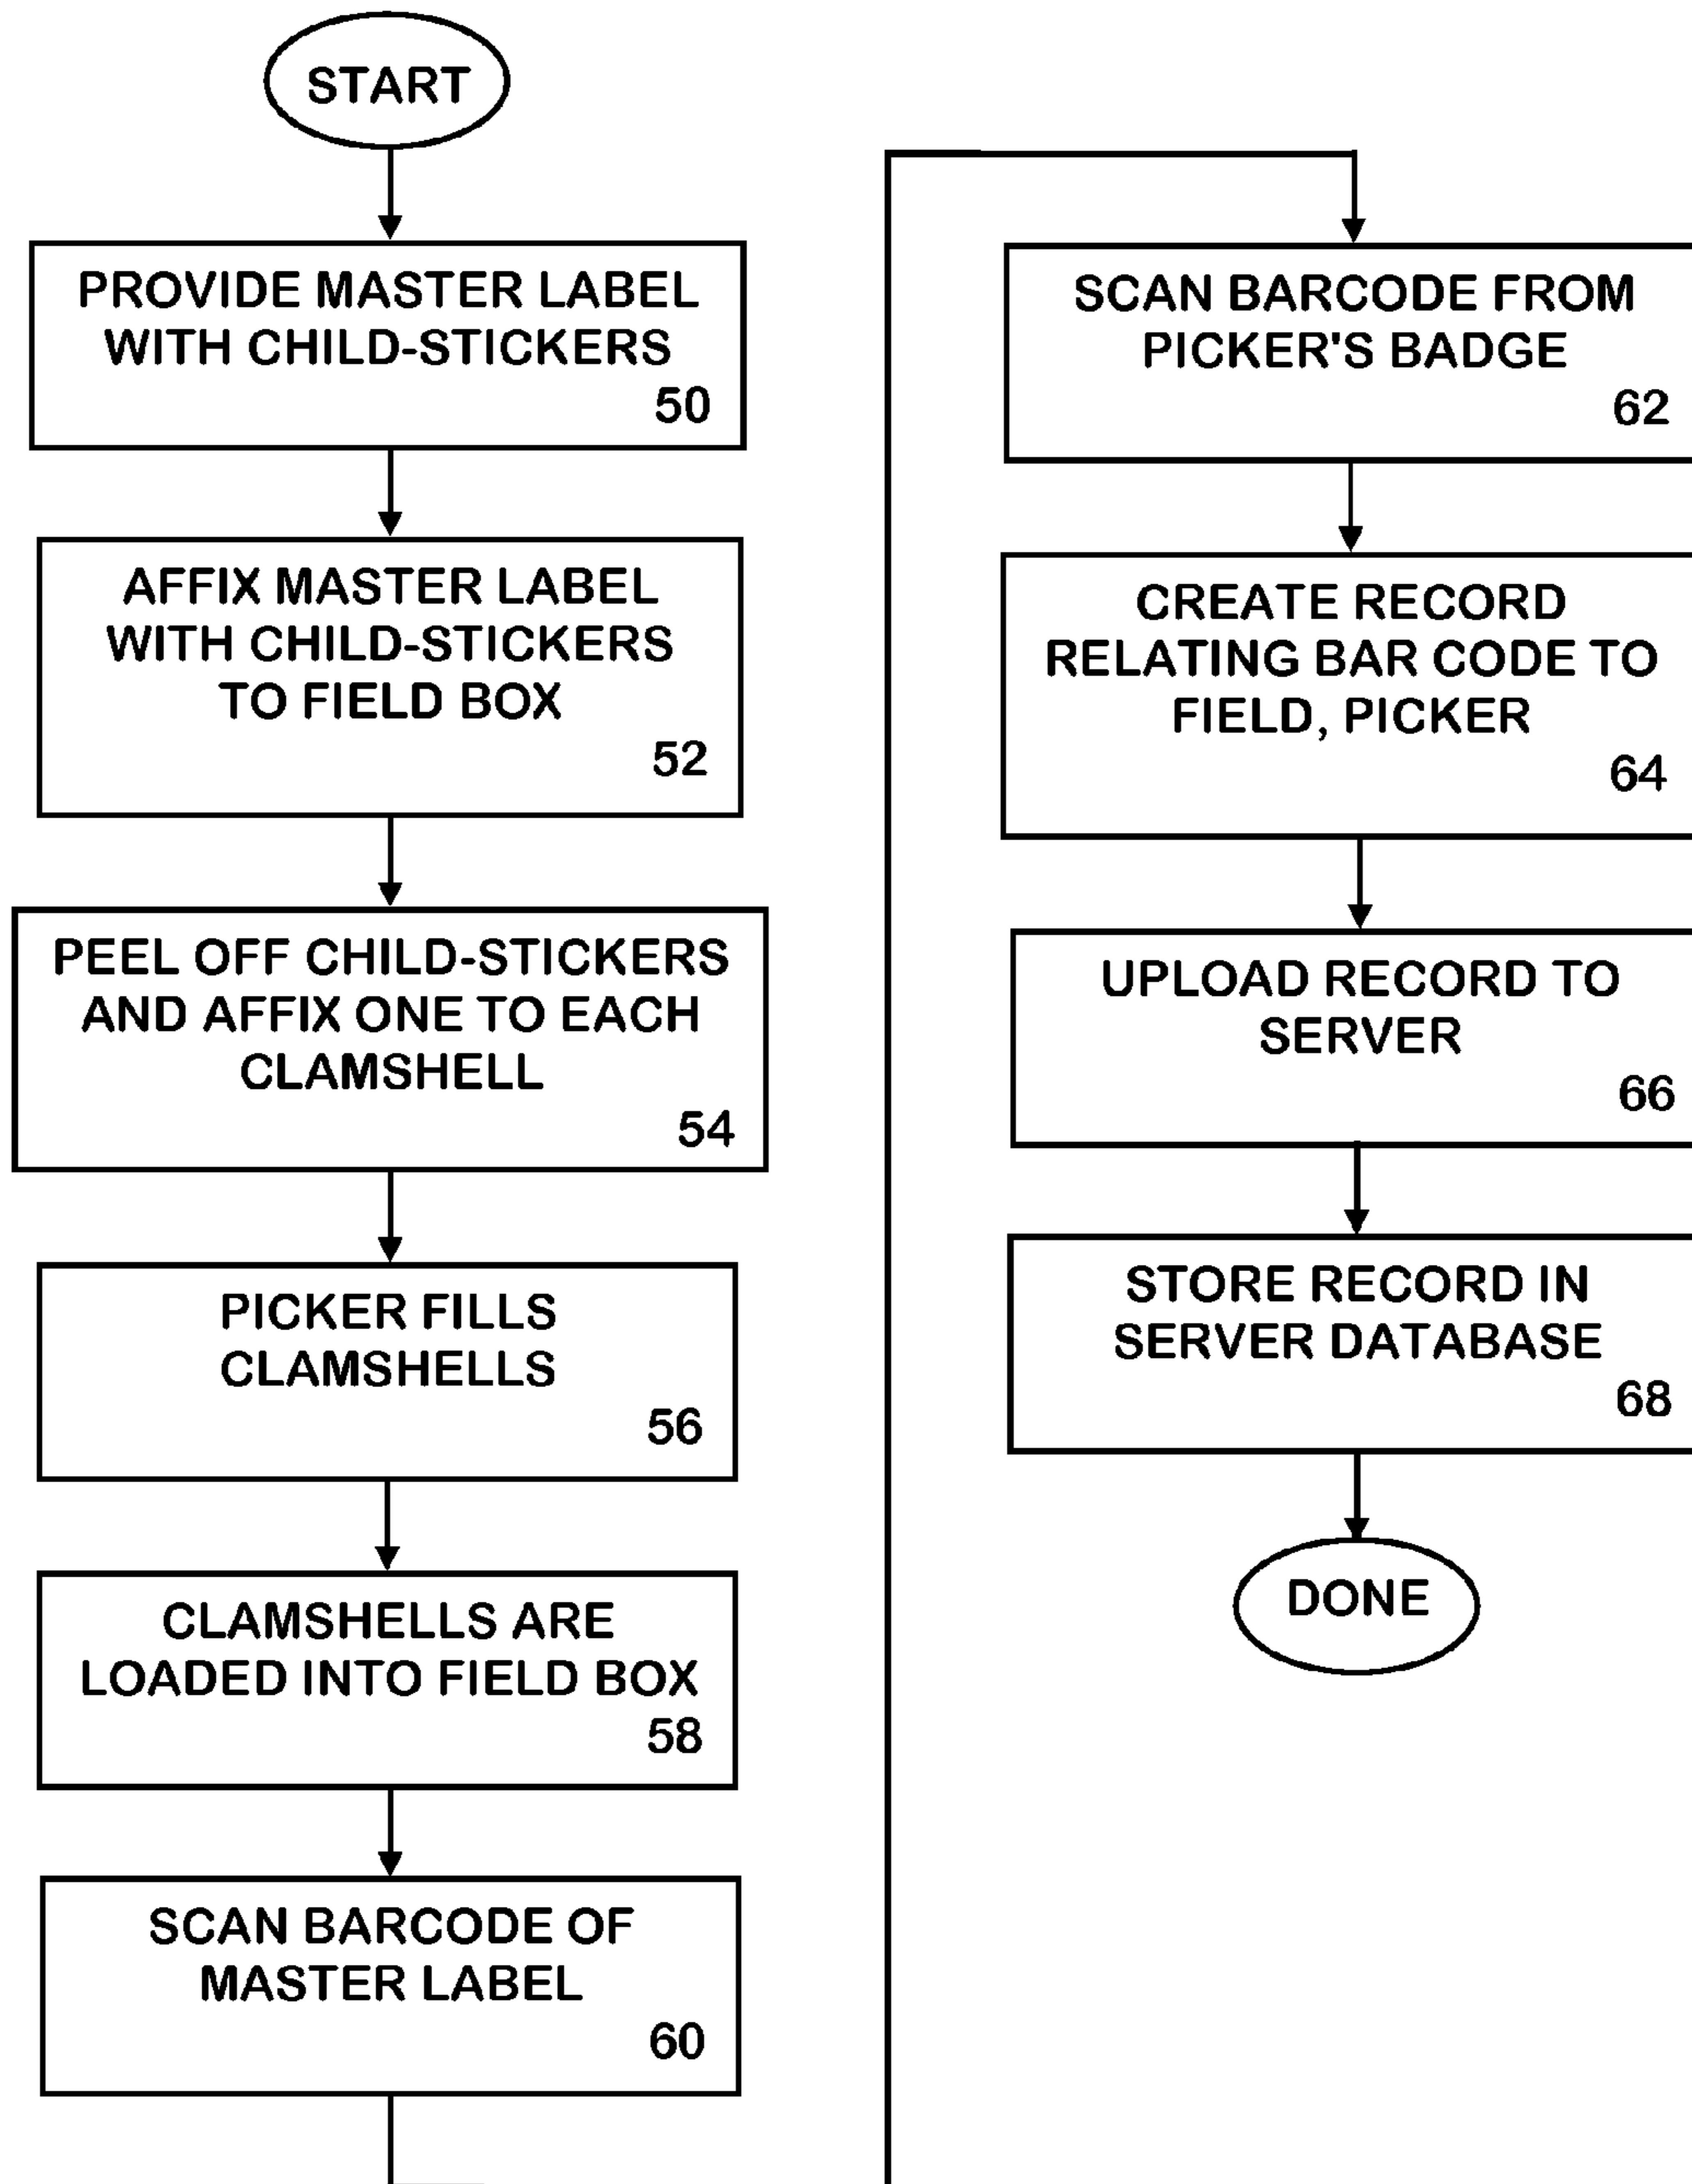 START
PROVIDE MASTER LABEL
WITH CHILD-STICKERS
50
AFFIX MASTER LABEL
WITH CHILD-STICKERS
TO FIELD BOX
52
PEEL OFF CHILD-STICKERS
AND AFFIX ONE TO EACH
CLAMSHELL
54
PICKER FILLS
CLAMSHELLS
56
CLAMSHELLS ARE
LOADED INTO FIELD BOX
58
SCAN BARCODE OF
MASTER LABEL
60
SCAN BARCODE FROM
PICKER'S BADGE
62
CREATE RECORD
RELATING BAR CODE TO
FIELD, PICKER
64
UPLOAD RECORD TO
SERVER
66
STORE RECORD IN
SERVER DATABASE
68
DONE